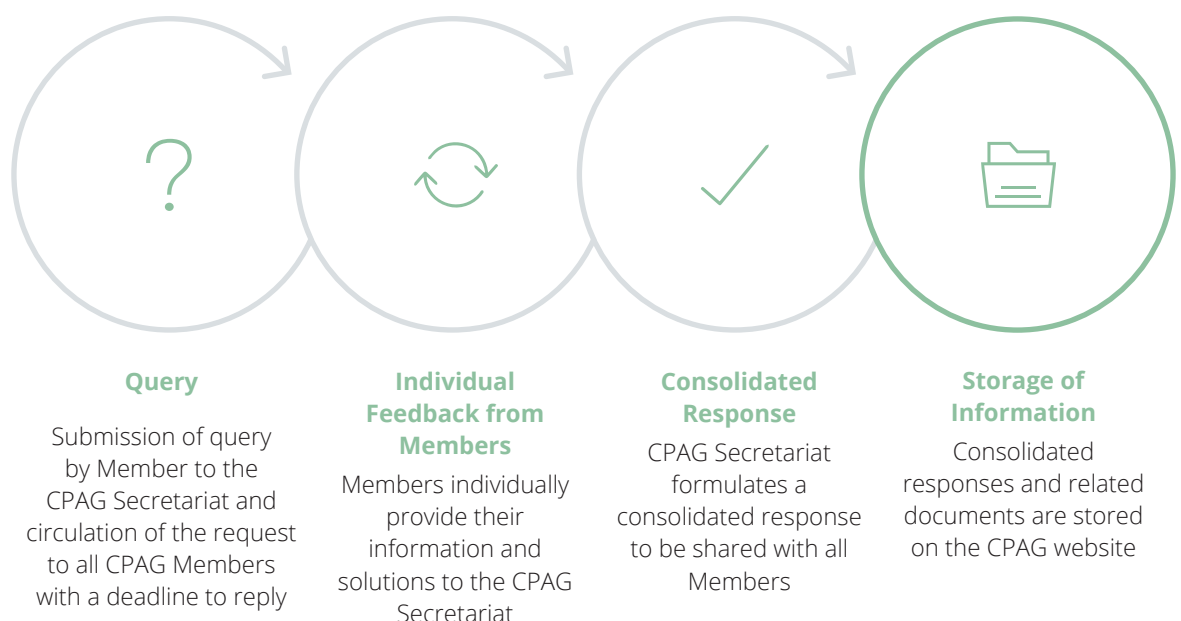 Query
Submission of query
by Member to the
CPAG Secretariat and
circulation of the request
to all CPAG Members
with a deadline to reply
Individual
Feedback from
Members
Members individually
provide their
information and
solutions to the CPAG
Secretariat
Consolidated
Response
CPAG Secretariat
formulates a
consolidated response
to be shared with all
Members
Storage of
Information
Consolidated
responses and related
documents are stored
on the CPAG website